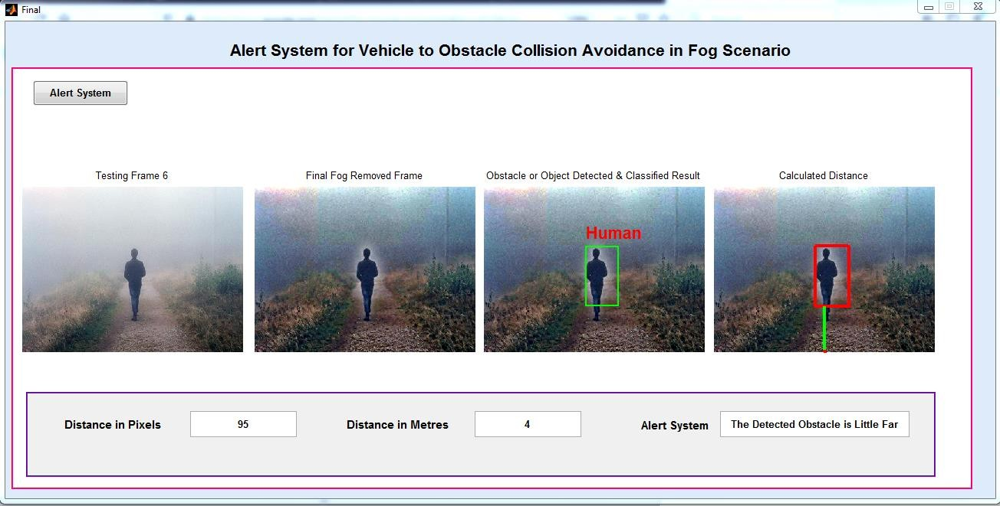 Final
Alert System for Vehicle to Obstacle Collision Avoidance in Fog Scenario
Alert System
Testing Frame 6
Final Fog Removed Frame
Obstacle or Object Detected & Classified Result
Calculated Distance
Human
Distance in Pixels
95
Distance in Metres
4
Alert System
The Detected Obstacle is Little Far